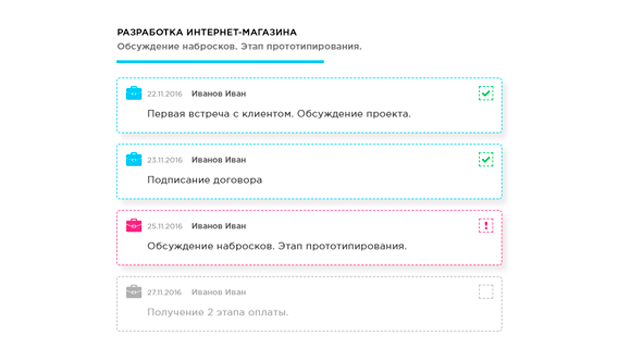 РАЗРАБОТКА ИНТЕРНЕТ-МАГАЗИНА
Обсуждение набросков. Этап прототипирования.
22.11.2016 Иванов Иван
Первая встреча с клиентом. Обсуждение проекта.
23.11.2016 Иванов Иван
Подписание договора
25.11.2016 Иванов Иван
Обсуждение набросков. Этап прототипирования.
27.11.2016 Иванов Иван
Получение 2 этапа оплаты.